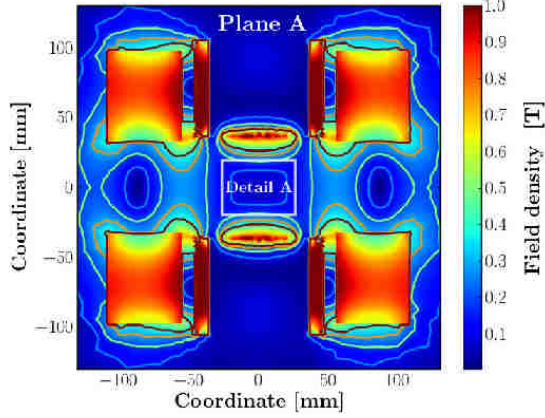 Plane A
100
50
0
−50
−100
Coordinate [mm]
Detail A
−100 −50 0 50 100
Coordinate [mm]
1.0
0.9
0.8
0.7
0.6
0.5
0.4
0.3
0.2
0.1
Field density [T]